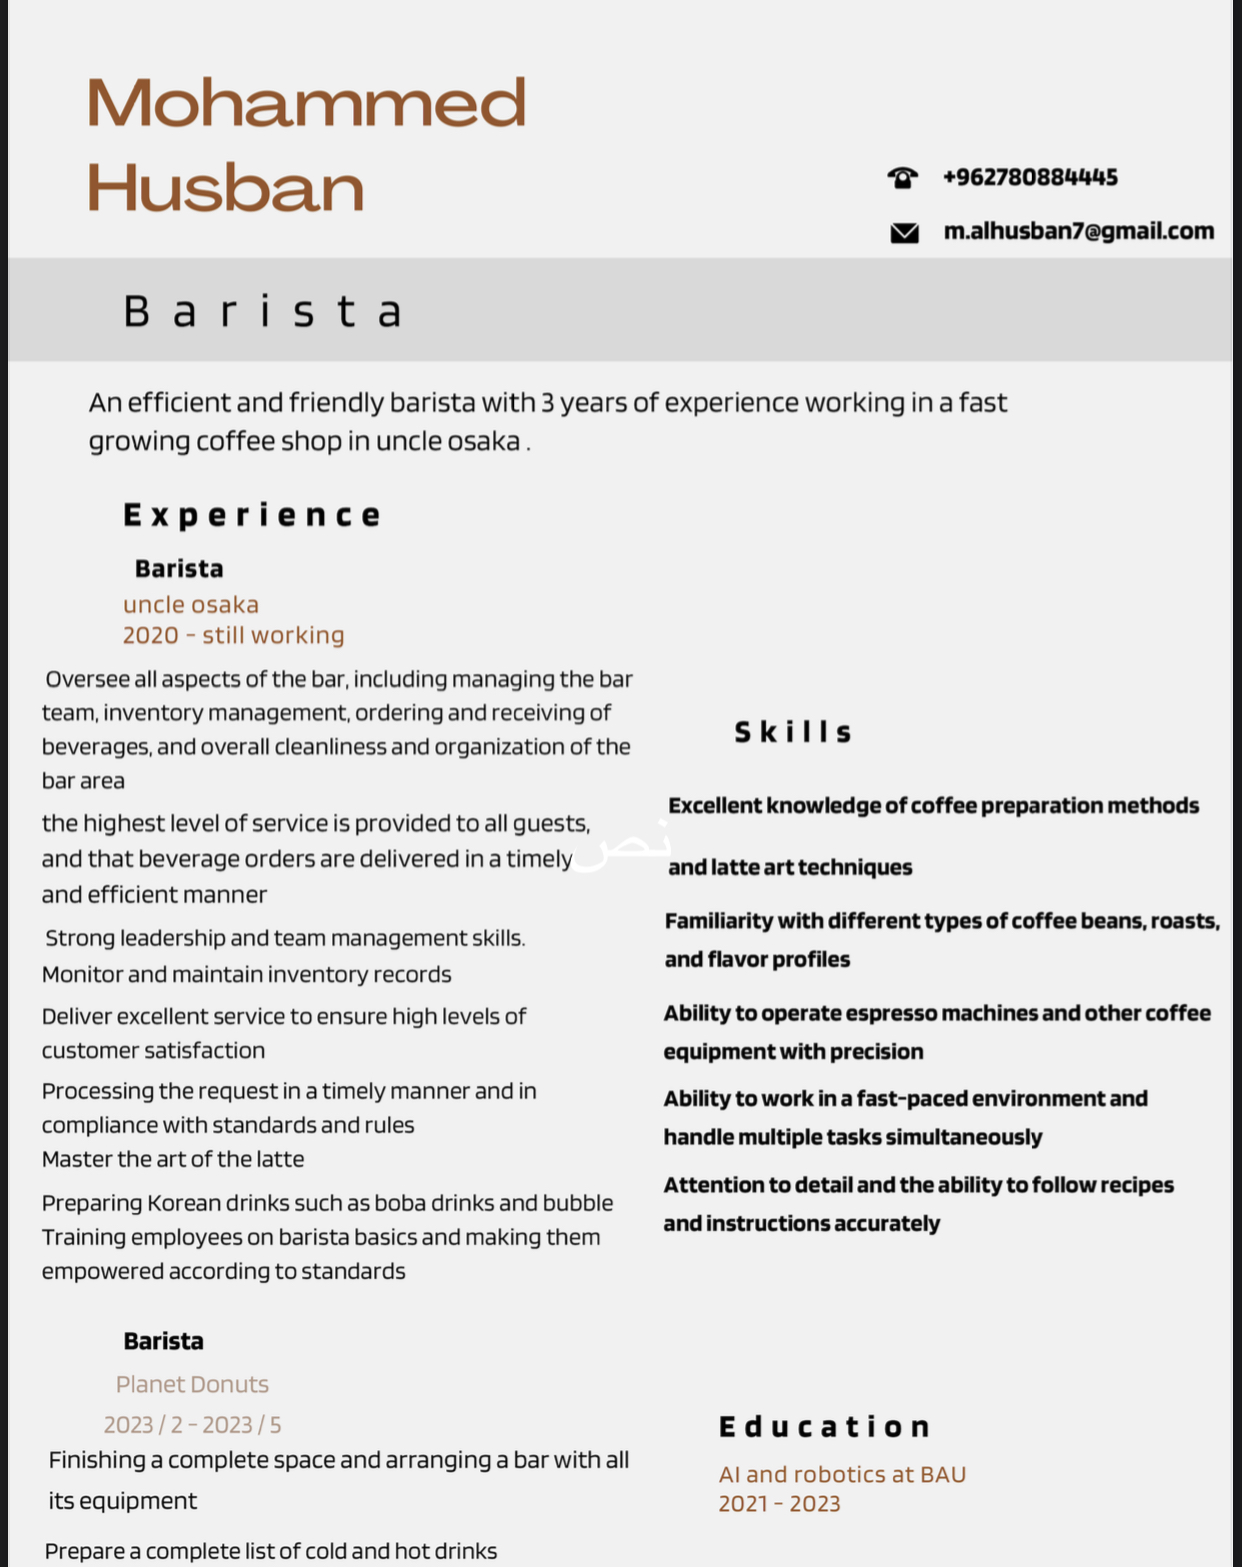 Mohammed
Husban
+962780884445
m.alhusban7@gmail.com
Barista
An efficient and friendly barista with 3 years of experience working in a fast
growing coffee shop in uncle osaka .
Experience
Barista
uncle osaka
2020 - still working
Oversee all aspects of the bar, including managing the bar
team, inventory management, ordering and receiving of
beverages, and overall cleanliness and organization of the
bar area
the highest level of service is provided to all guests,
and that beverage orders are delivered in a timely
and efficient manner
نص
Strong leadership and team management skills.
Monitor and maintain inventory records
Deliver excellent service to ensure high levels of
customer satisfaction
Processing the request in a timely manner and in
compliance with standards and rules
Master the art of the latte
Preparing Korean drinks such as boba drinks and bubble
Training employees on barista basics and making them
empowered according to standards
Barista
Planet Donuts
2023 / 2 - 2023 / 5
Finishing a complete space and arranging a bar with all
its equipment
Prepare a complete list of cold and hot drinks
Skills
Excellent knowledge of coffee preparation methods
and latte art techniques
Familiarity with different types of coffee beans, roasts,
and flavor profiles
Ability to operate espresso machines and other coffee
equipment with precision
Ability to work in a fast-paced environment and
handle multiple tasks simultaneously
Attention to detail and the ability to follow recipes
and instructions accurately
Education
AI and robotics at BAU
2021 - 2023